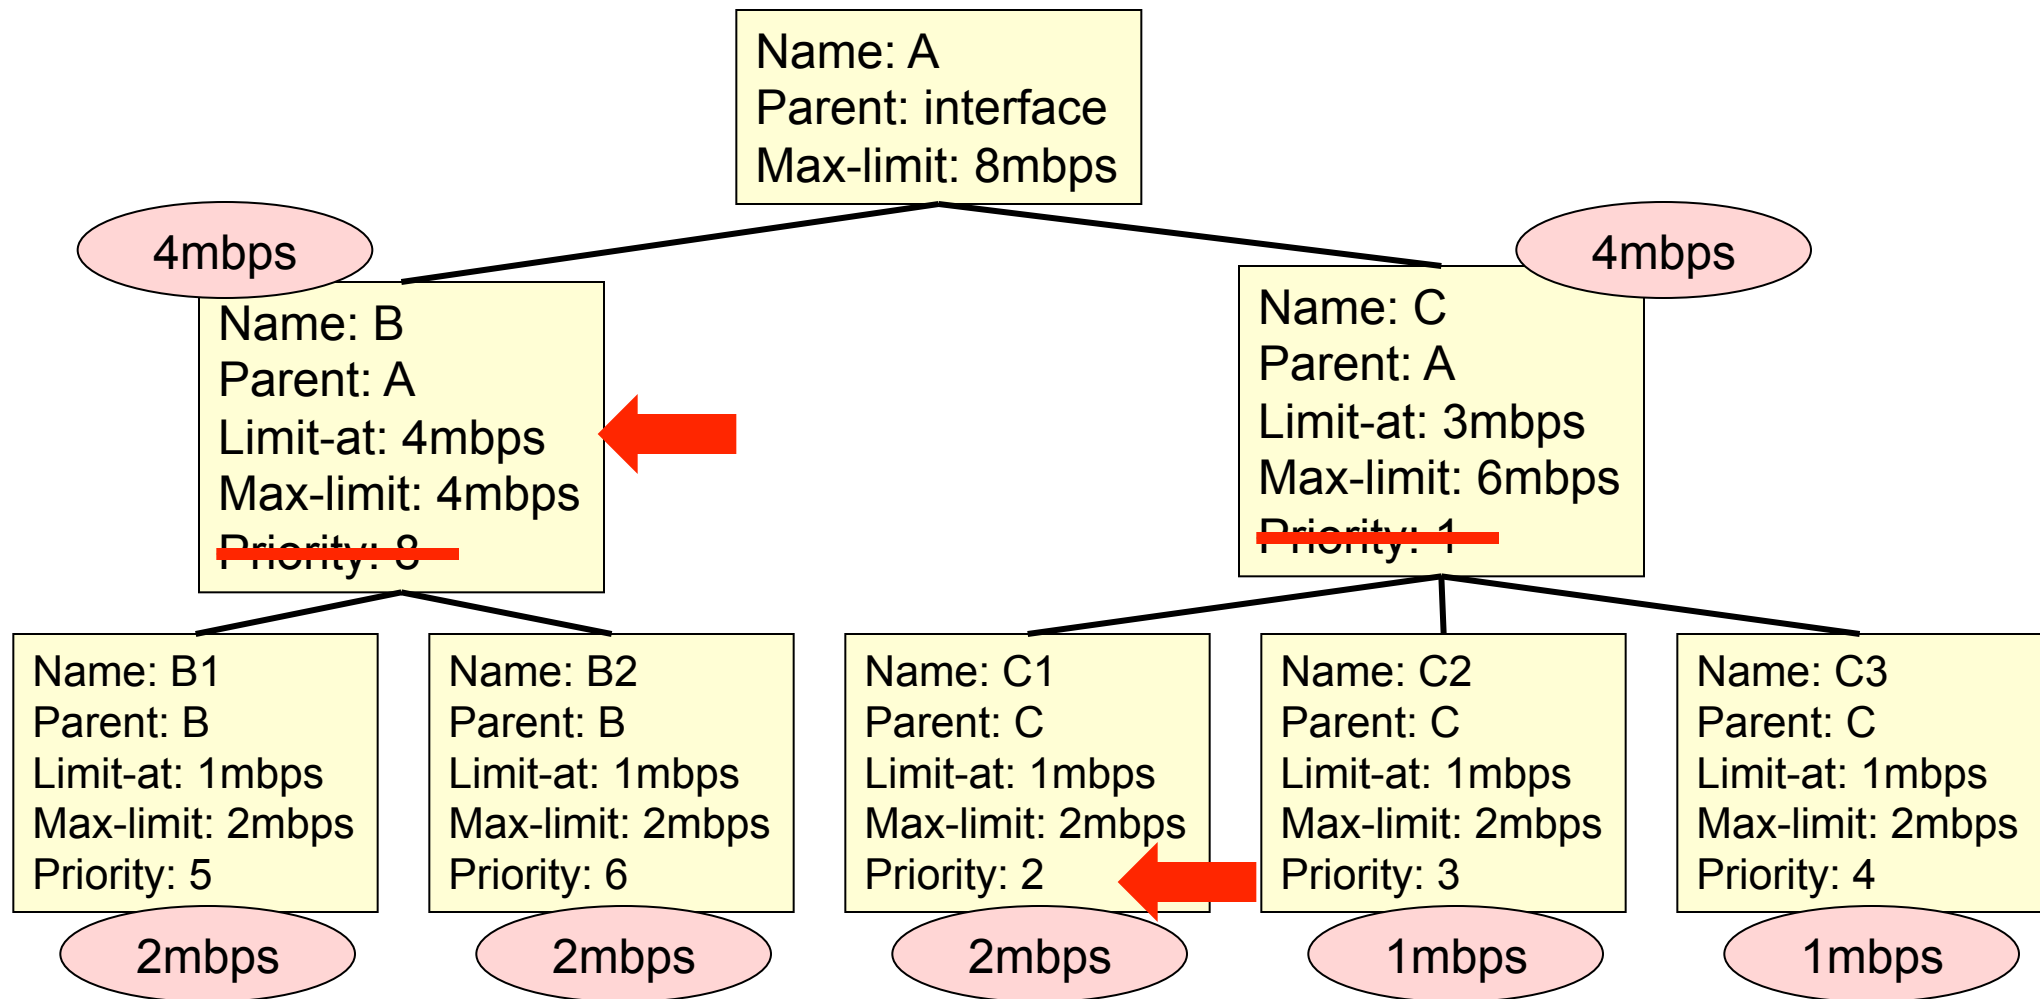 Name: A
Parent: interface
Max-limit: 8mbps
4mbps
4mbps
Name: B
Parent: A
Limit-at: 4mbps
Max-limit: 4mbps
Priority: 8
Name: C
Parent: A
Limit-at: 3mbps
Max-limit: 6mbps
Priority: 1
Name: B1
Parent: B
Limit-at: 1mbps
Max-limit: 2mbps
Priority: 5
2mbps
Name: B2
Parent: B
Limit-at: 1mbps
Max-limit: 2mbps
Priority: 6
2mbps
Name: C1
Parent: C
Limit-at: 1mbps
Max-limit: 2mbps
Priority: 2
2mbps
Name: C2
Parent: C
Limit-at: 1mbps
Max-limit: 2mbps
Priority: 3
1mbps
Name: C3
Parent: C
Limit-at: 1mbps
Max-limit: 2mbps
Priority: 4
1mbps